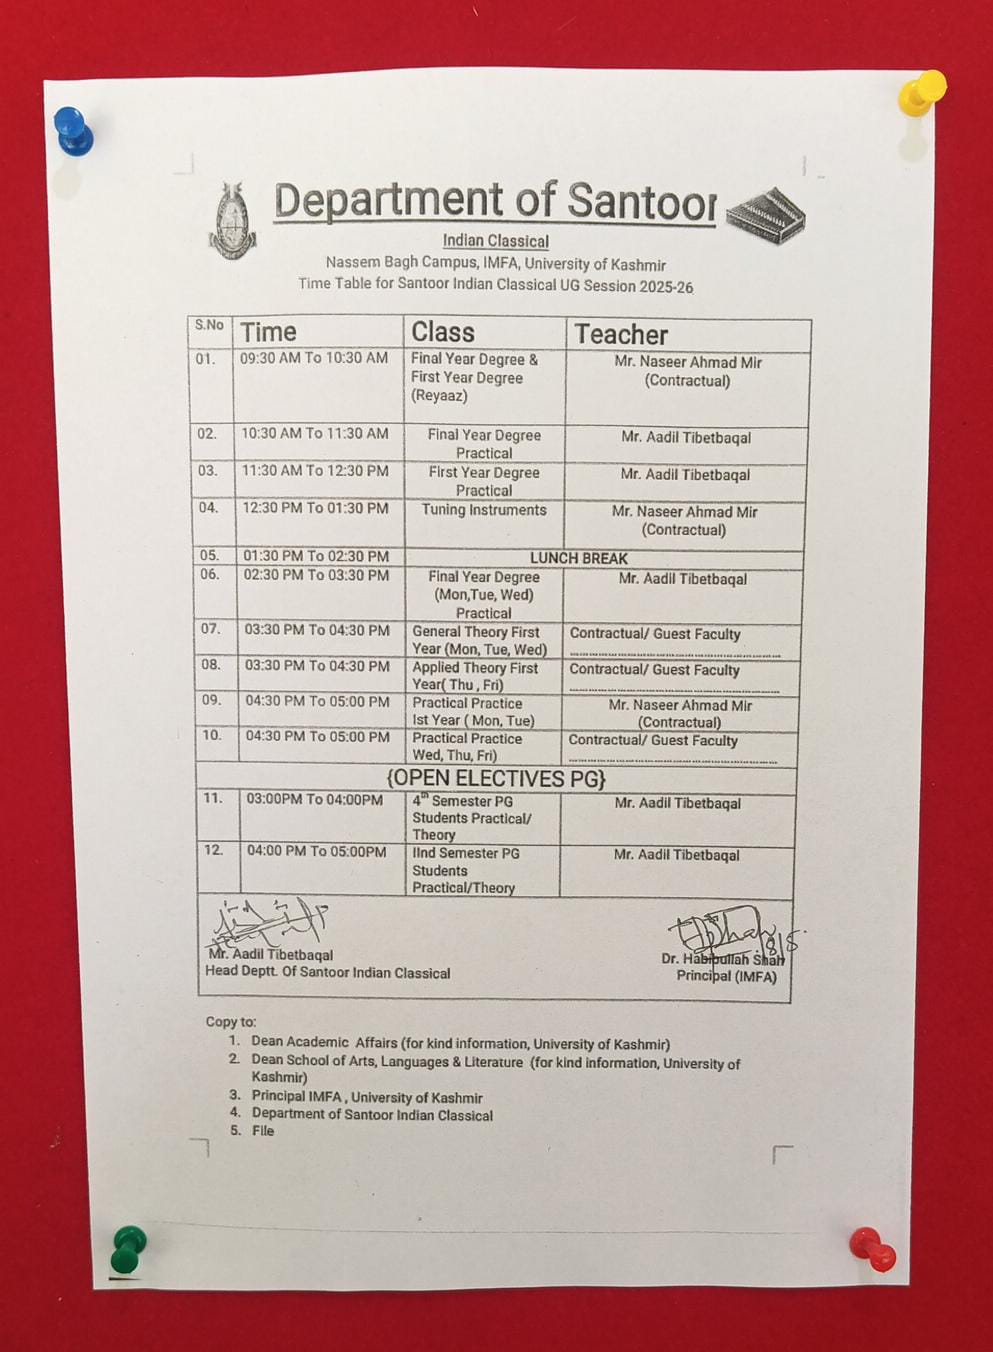 Department of Santoor
Indian Classical
Nassem Bagh Campus, IMFA, University of Kashmir
Time Table for Santoor Indian Classical UG Session 2025-26
S.No Time Class Teacher
01. 09:30 AM To 10:30 AM Final Year Degree & Mr. Naseer Ahmad Mir
First Year Degree (Contractual)
(Reyaaz)
02. 10:30 AM To 11:30 AM Final Year Degree Mr. Aadil Tibetbaqal
Practical
03. 11:30 AM To 12:30 PM First Year Degree Mr. Aadil Tibetbaqal
Practical
04. 12:30 PM To 01:30 PM Tuning Instruments Mr. Naseer Ahmad Mir
(Contractual)
05. 01:30 PM To 02:30 PM LUNCH BREAK
06. 02:30 PM To 03:30 PM Final Year Degree Mr. Aadil Tibetbaqal
(Mon,Tue, Wed)
Practical
07. 03:30 PM To 04:30 PM General Theory First Contractual/ Guest Faculty
Year (Mon, Tue, Wed) ................................................
08. 03:30 PM To 04:30 PM Applied Theory First Contractual/ Guest Faculty
Year( Thu , Fri) ................................................
09. 04:30 PM To 05:00 PM Practical Practice Mr. Naseer Ahmad Mir
Ist Year ( Mon, Tue) (Contractual)
10. 04:30 PM To 05:00 PM Practical Practice Contractual/ Guest Faculty
Wed, Thu, Fri) ................................................
{OPEN ELECTIVES PG}
11. 03:00PM To 04:00PM 4th Semester PG Mr. Aadil Tibetbaqal
Students Practical/
Theory
12. 04:00 PM To 05:00PM IInd Semester PG Mr. Aadil Tibetbaqal
Students
Practical/Theory
Mr. Aadil Tibetbaqal Dr. Habibullah Shah
Head Deptt. Of Santoor Indian Classical Principal (IMFA)
Copy to:
1. Dean Academic Affairs (for kind information, University of Kashmir)
2. Dean School of Arts, Languages & Literature (for kind information, University of
Kashmir)
3. Principal IMFA , University of Kashmir
4. Department of Santoor Indian Classical
5. File